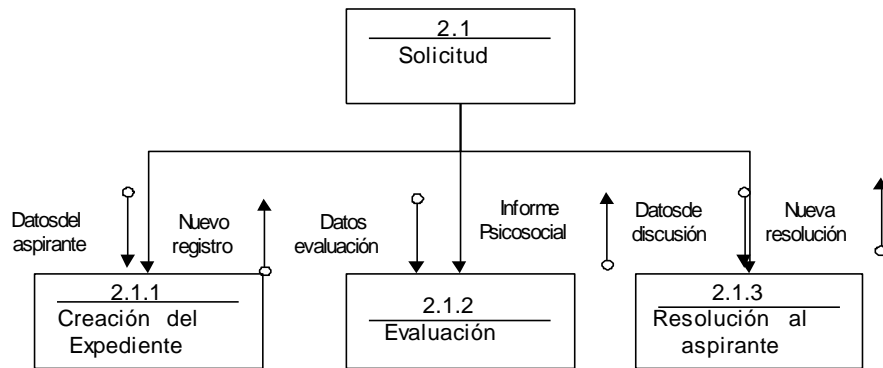 2.1
Solicitud
Datosdel
aspirante
Nuevo
registro
Datos
evaluación
Informe
Psicosocial
Datosde
discusión
Nueva
resolución
2.1.1
Creación del
Expediente
2.1.2
Evaluación
2.1.3
Resolución al
aspirante